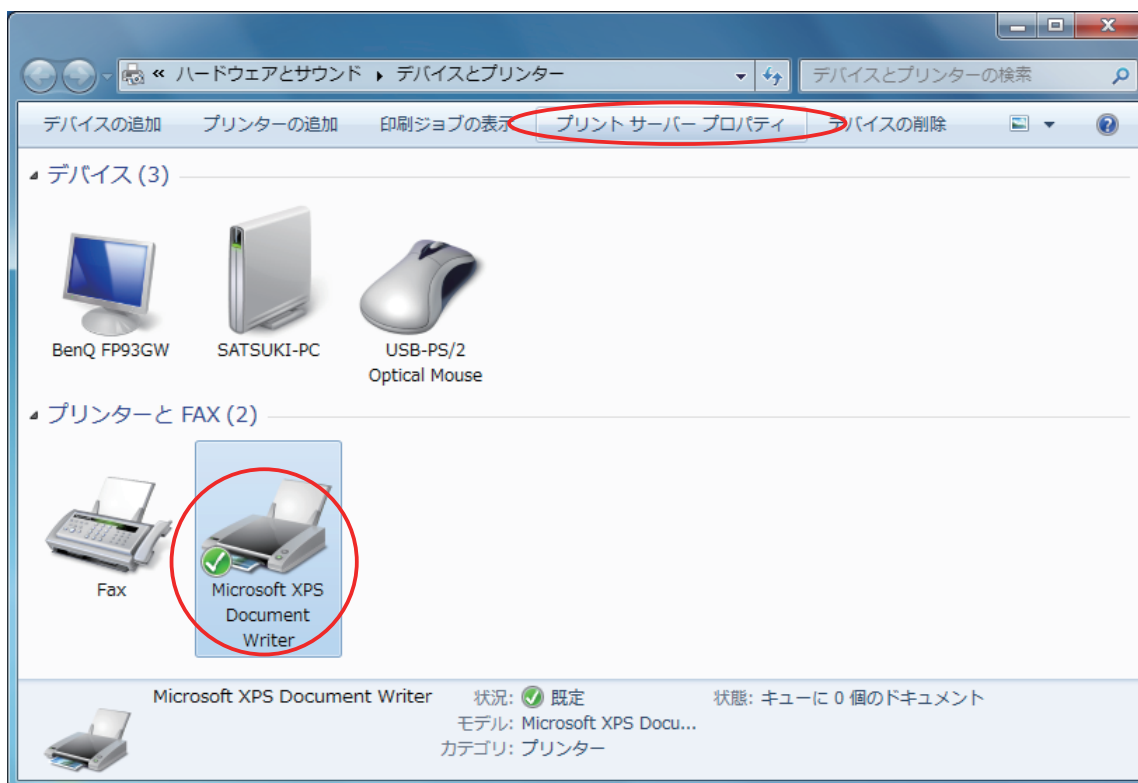 « ハードウェアとサウンド ▸ デバイスとプリンター
デバイスとプリンターの検索
デバイスの追加 プリンターの追加 印刷ジョブの表示 プリント サーバー プロパティ デバイスの削除
デバイス (3)
BenQ FP93GW
SATSUKI-PC
USB-PS/2
Optical Mouse
プリンターと FAX (2)
Fax
Microsoft XPS
Document
Writer
Microsoft XPS Document Writer 状況: 既定 状態: キューに 0 個のドキュメント
モデル: Microsoft XPS Docu...
カテゴリ: プリンター